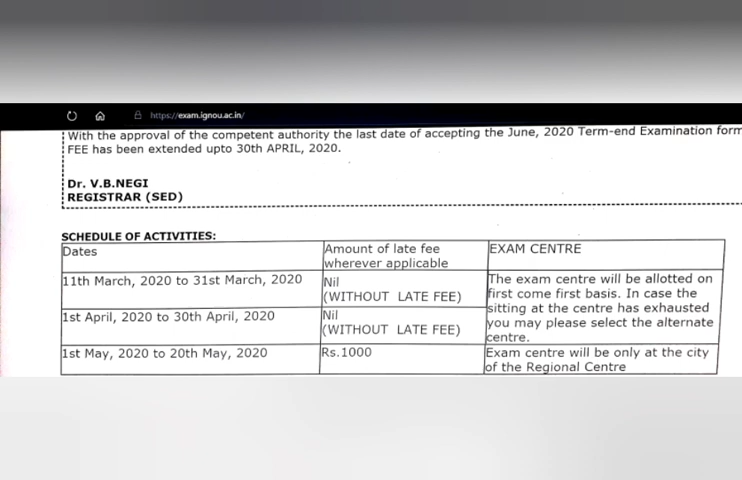 https://exam.ignou.ac.in/
With the approval of the competent authority the last date of accepting the June, 2020 Term-end Examination form
FEE has been extended upto 30th APRIL, 2020.
Dr. V.B.NEGI
REGISTRAR (SED)
SCHEDULE OF ACTIVITIES:
Dates
Amount of late fee
wherever applicable
EXAM CENTRE
11th March, 2020 to 31st March, 2020
Nil
(WITHOUT LATE FEE)
The exam centre will be allotted on
first come first basis. In case the
sitting at the centre has exhausted
you may please select the alternate
centre.
1st April, 2020 to 30th April, 2020
Nil
(WITHOUT LATE FEE)
1st May, 2020 to 20th May, 2020
Rs.1000
Exam centre will be only at the city
of the Regional Centre